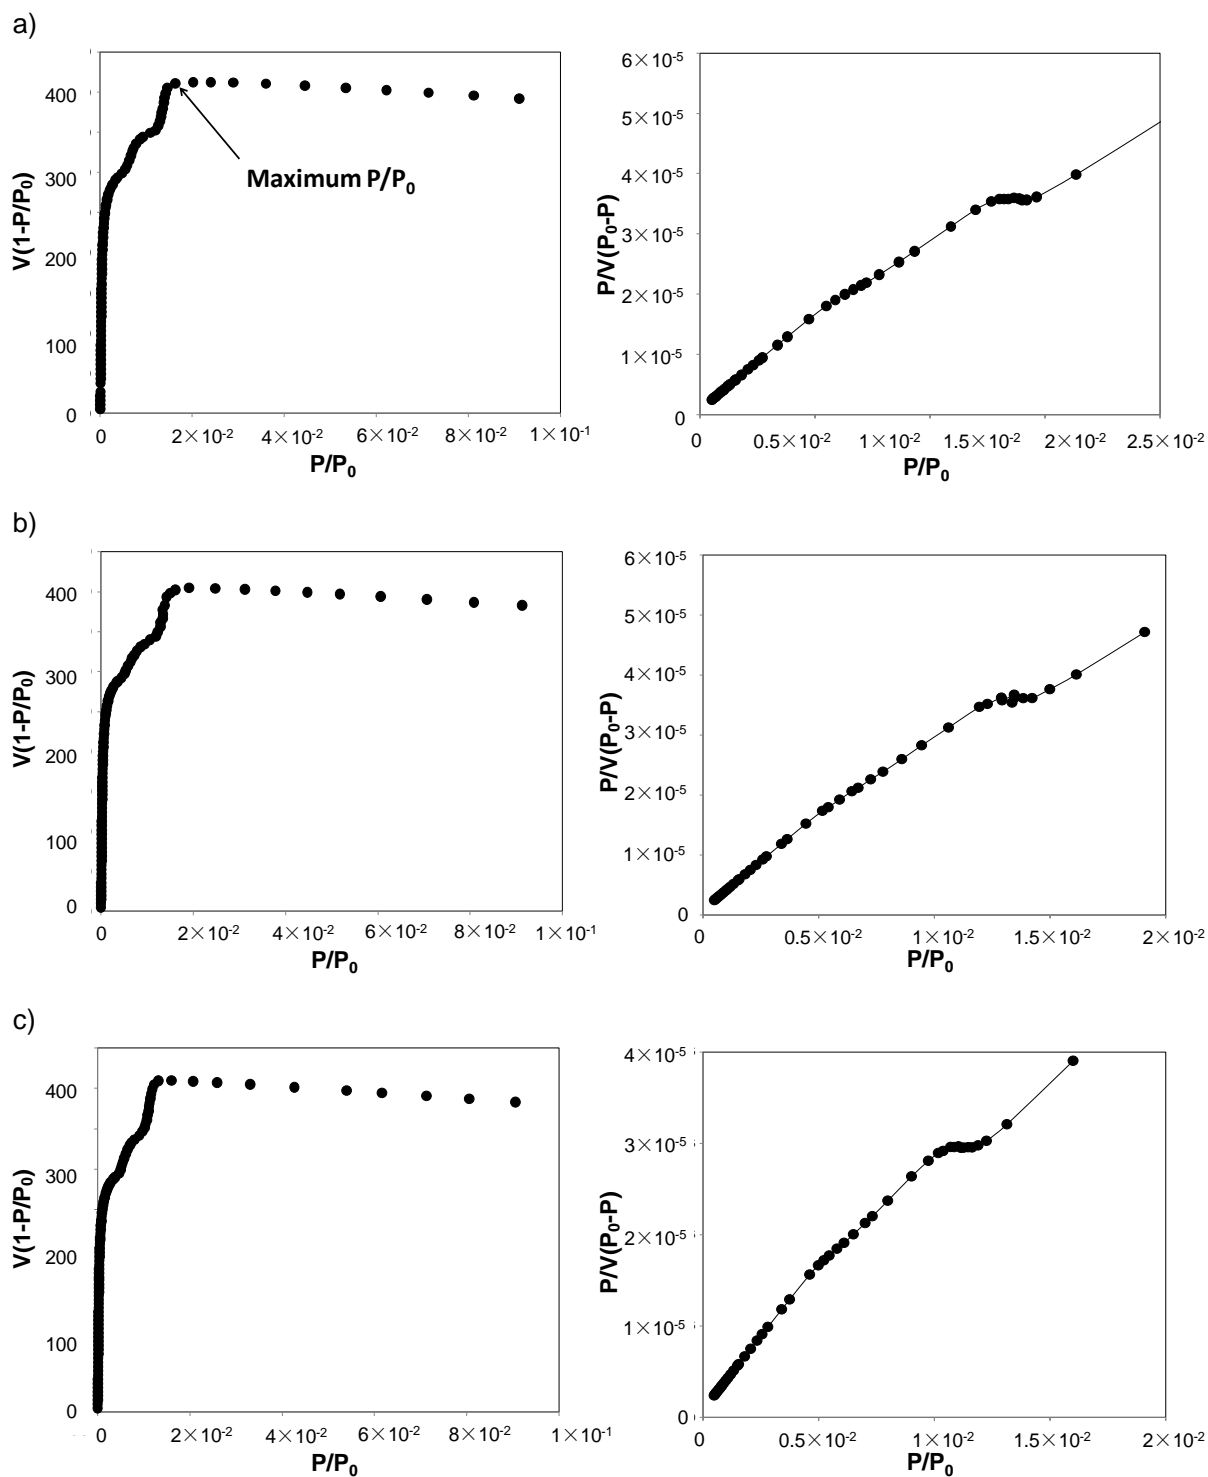 a)
400
300
200
100
0
V(1-P/P₀)
Maximum P/P₀
0 2×10⁻² 4×10⁻² 6×10⁻² 8×10⁻² 1×10⁻¹
P/P₀
6×10⁻⁵
5×10⁻⁵
4×10⁻⁵
3×10⁻⁵
2×10⁻⁵
1×10⁻⁵
0
P/V(P₀-P)
0 0.5×10⁻² 1×10⁻² 1.5×10⁻² 2×10⁻² 2.5×10⁻²
P/P₀
b)
400
300
200
100
0
V(1-P/P₀)
0 2×10⁻² 4×10⁻² 6×10⁻² 8×10⁻² 1×10⁻¹
P/P₀
6×10⁻⁵
5×10⁻⁵
4×10⁻⁵
3×10⁻⁵
2×10⁻⁵
1×10⁻⁵
0
P/V(P₀-P)
0 0.5×10⁻² 1×10⁻² 1.5×10⁻² 2×10⁻²
P/P₀
c)
400
300
200
100
0
V(1-P/P₀)
0 2×10⁻² 4×10⁻² 6×10⁻² 8×10⁻² 1×10⁻¹
P/P₀
4×10⁻⁵
3×10⁻⁵
2×10⁻⁵
1×10⁻⁵
0
P/V(P₀-P)
0 0.5×10⁻² 1×10⁻² 1.5×10⁻² 2×10⁻²
P/P₀